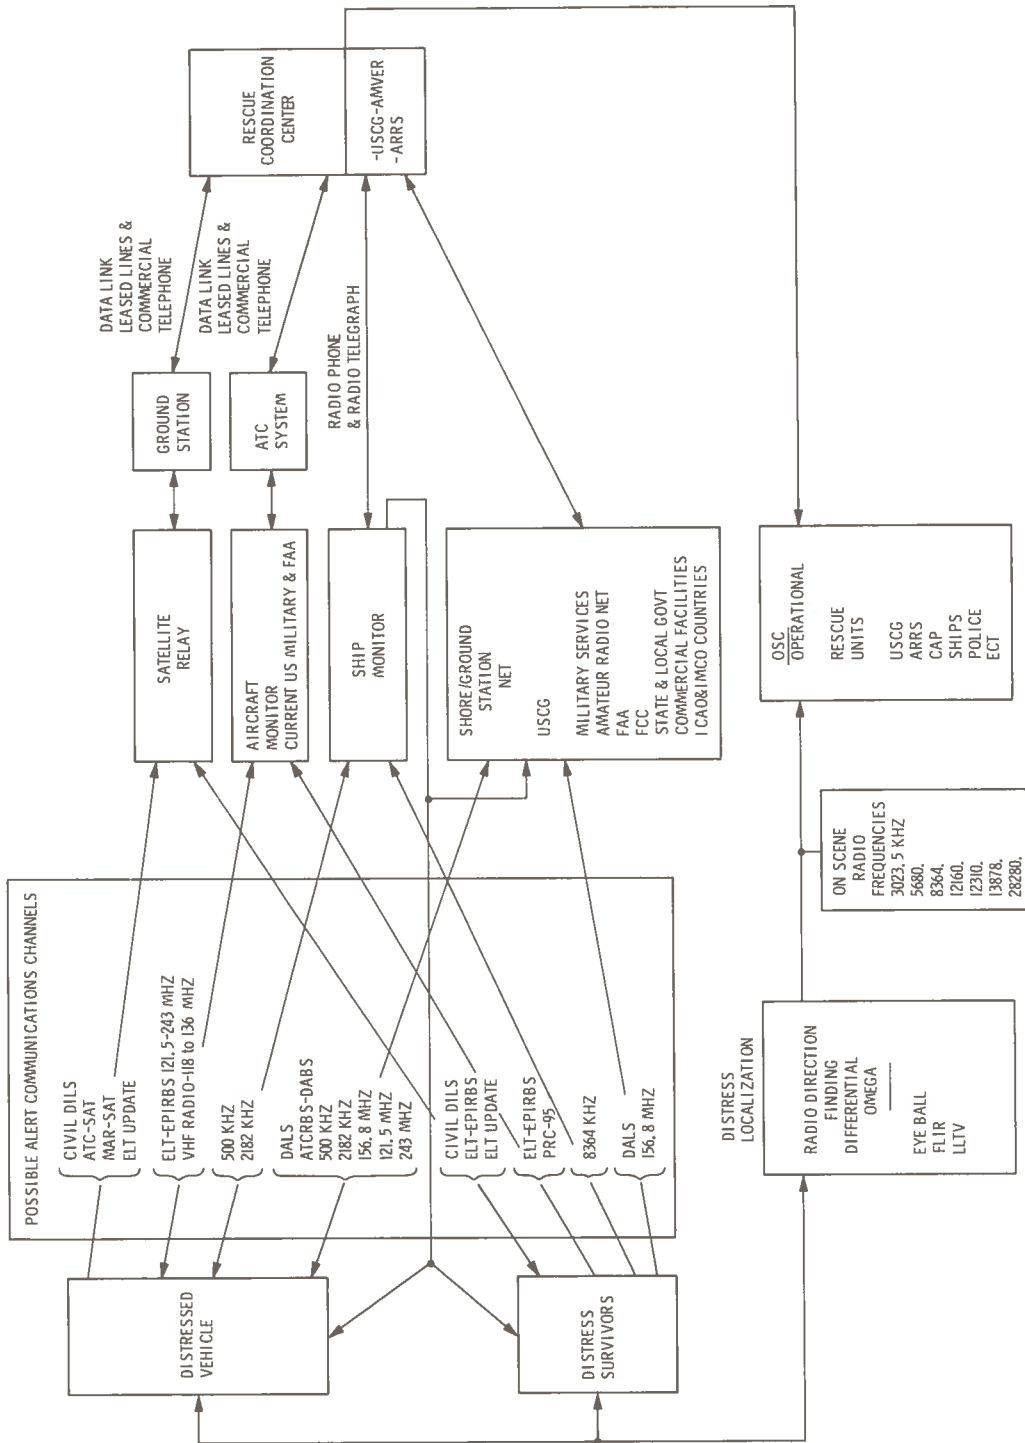 POSSIBLE ALERT COMMUNICATIONS CHANNELS
DISTRESSED
VEHICLE
CIVIL DILS
ATC-SAT
MAR-SAT
ELT UPDATE
ELT-EPIRBS 121.5-243 MHZ
VHF RADIO-118 to 136 MHZ
500 KHZ
2182 KHZ
DALS
ATCRBS-DABS
500 KHZ
2182 KHZ
156.8 MHZ
121.5 MHZ
243 MHZ
DISTRESS
SURVIVORS
CIVIL DILS
ELT-EPIRBS
ELT UPDATE
ELT-EPIRBS
PRC-95
8364 KHZ
DALS
156.8 MHZ
SATELLITE
RELAY
AIRCRAFT
MONITOR
CURRENT US MILITARY & FAA
SHIP
MONITOR
SHORE/GROUND
STATION
NET
USCG
MILITARY SERVICES
AMATEUR RADIO NET
FAA
FCC
STATE & LOCAL GOVT
COMMERCIAL FACILITIES
ICAO&IMCO COUNTRIES
GROUND
STATION
ATC
SYSTEM
DATA LINK
LEASED LINES &
COMMERCIAL
TELEPHONE
DATA LINK
LEASED LINES &
COMMERCIAL
TELEPHONE
RADIO PHONE
& RADIO TELEGRAPH
RESCUE
COORDINATION
CENTER
-USCG-AMVER
-ARRS
DISTRESS
LOCALIZATION
RADIO DIRECTION
FINDING
DIFFERENTIAL
OMEGA
EYE BALL
FLIR
LLTV
ON SCENE
RADIO
FREQUENCIES
3023.5 KHZ
5680.
8364.
12160.
12310.
13878.
28280.
OSC
OPERATIONAL
RESCUE
UNITS
USCG
ARRS
CAP
SHIPS
POLICE
ECT